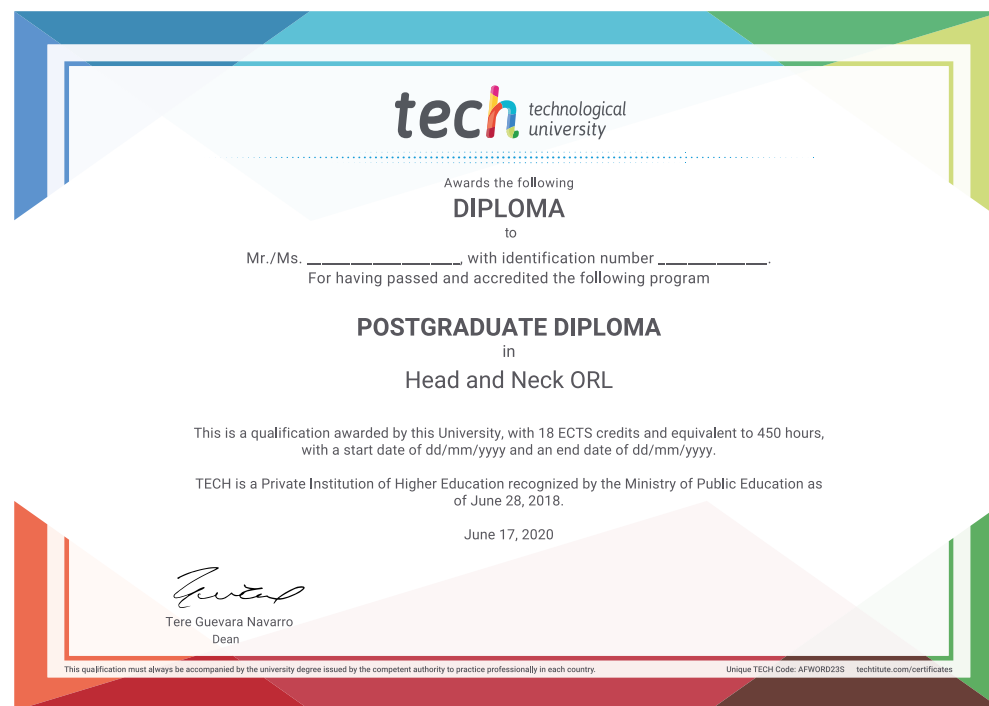 tech technological
university
Awards the following
DIPLOMA
to
Mr./Ms. ____________________, with identification number ______________.
For having passed and accredited the following program
POSTGRADUATE DIPLOMA
in
Head and Neck ORL
This is a qualification awarded by this University, with 18 ECTS credits and equivalent to 450 hours,
with a start date of dd/mm/yyyy and an end date of dd/mm/yyyy.
TECH is a Private Institution of Higher Education recognized by the Ministry of Public Education as
of June 28, 2018.
June 17, 2020
Tere Guevara Navarro
Dean
This qualification must always be accompanied by the university degree issued by the competent authority to practice professionally in each country.
Unique TECH Code: AFWORD23S techtitute.com/certificates